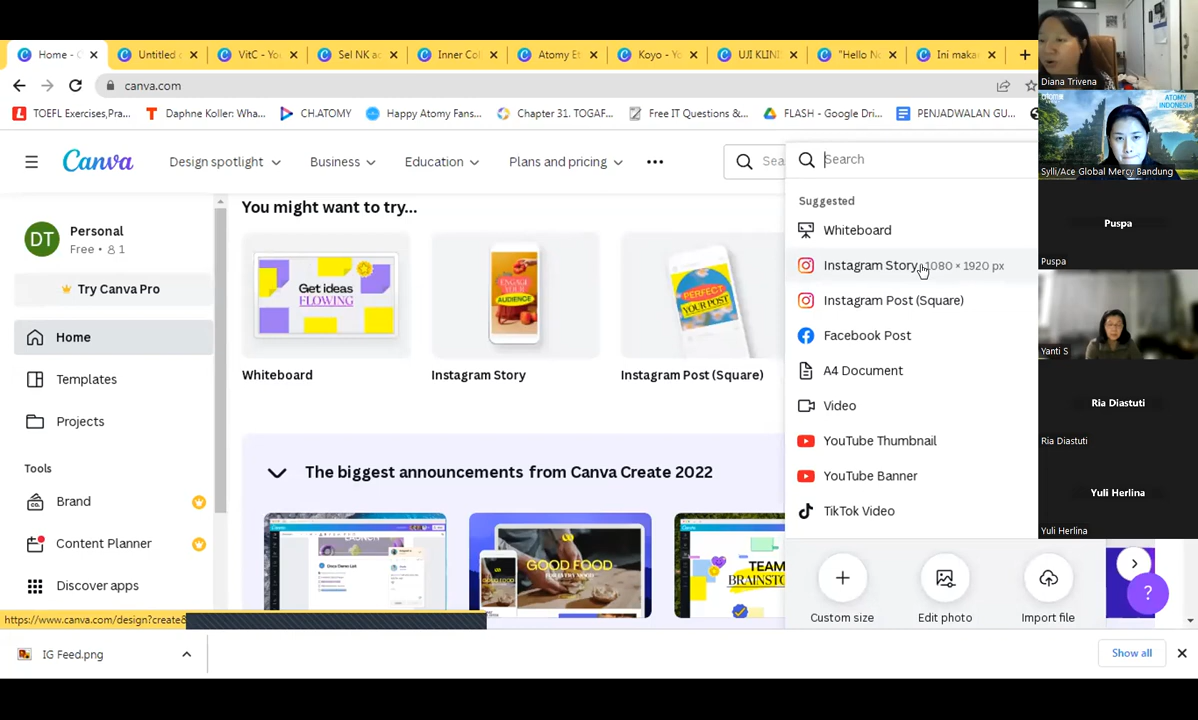 Home - C
Untitled
VitC - Yo
Sel NK a
Inner Co
Atomy E
Koyo - Yo
UJI KLINI
"Hello N
Ini maka
canva.com
TOEFL Exercises,Pra...
Daphne Koller: Wha...
CH.ATOMY
Happy Atomy Fans...
Chapter 31. TOGAF...
Free IT Questions &...
FLASH - Google Dri...
PENJADWALAN GU...
Canva
Design spotlight
Business
Education
Plans and pricing
Sea
Search
DT
Personal
Free • 1
Try Canva Pro
Home
Templates
Projects
Tools
Brand
Content Planner
Discover apps
You might want to try...
Get ideas
FLOWING
ENGAGE
YOUR
AUDIENCE
PERFECT
YOUR POST
Whiteboard
Instagram Story
Instagram Post (Square)
The biggest announcements from Canva Create 2022
LAUNCH
GOOD FOOD
TEAM
BRAINSTO
Suggested
Whiteboard
Instagram Story 1080 × 1920 px
Instagram Post (Square)
Facebook Post
A4 Document
Video
YouTube Thumbnail
YouTube Banner
TikTok Video
Custom size
Edit photo
Import file
?
https://www.canva.com/design?create&
IG Feed.png
Show all
Diana Trivena
ATOMY
INDONESIA
Sylli/Ace Global Mercy Bandung
Puspa
Puspa
Yanti S
Ria Diastuti
Ria Diastuti
Yuli Herlina
Yuli Herlina